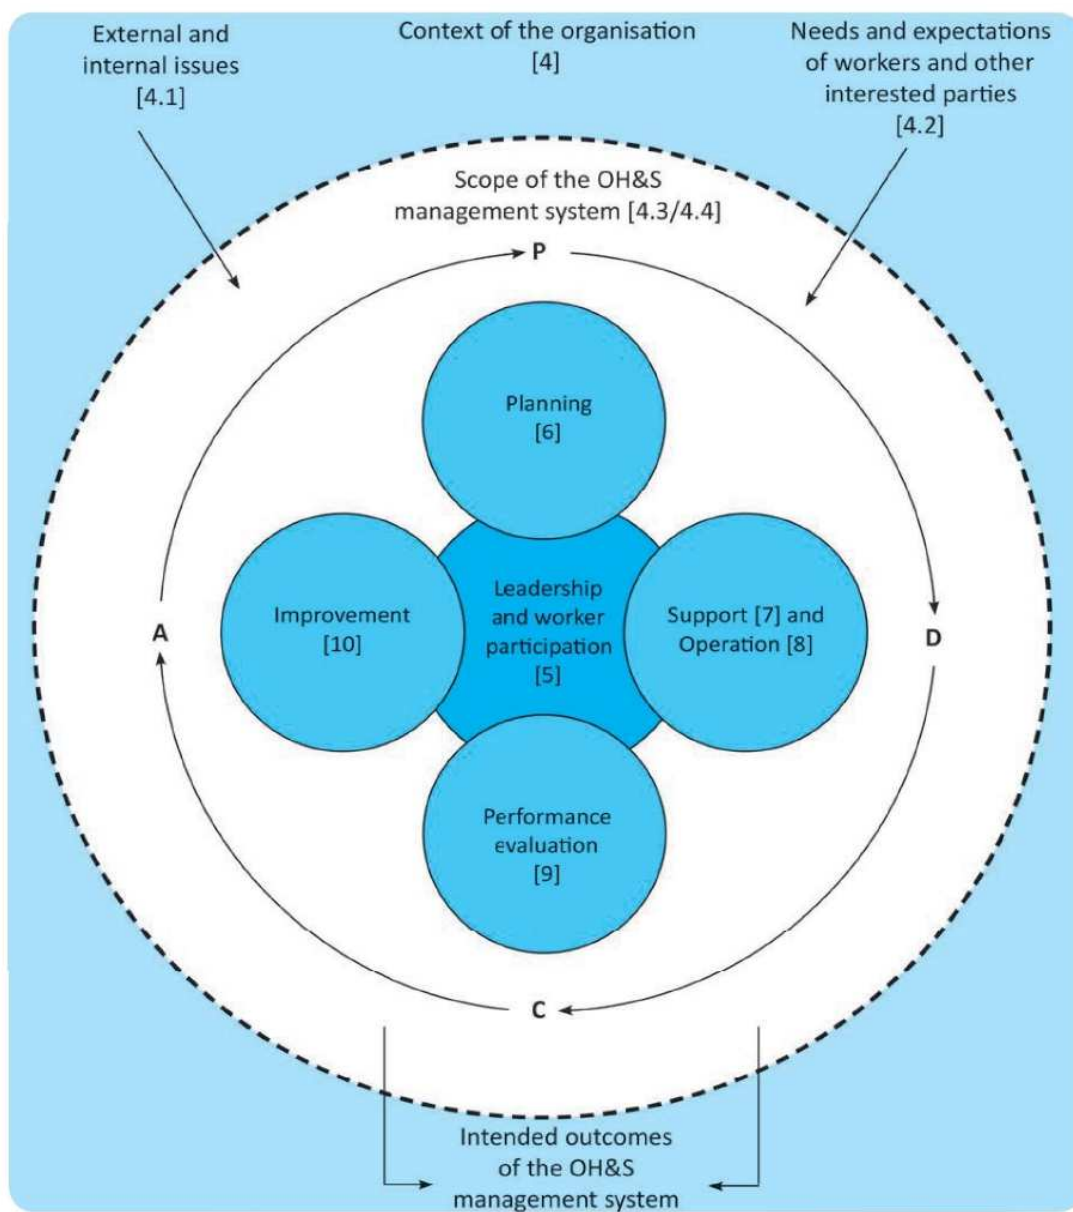 External and
internal issues
[4.1]
Context of the organisation
[4]
Needs and expectations
of workers and other
interested parties
[4.2]
Scope of the OH&S
management system [4.3/4.4]
P
Planning
[6]
A
Improvement
[10]
Leadership
and worker
participation
[5]
Support [7] and
Operation [8]
D
Performance
evaluation
[9]
C
Intended outcomes
of the OH&S
management system